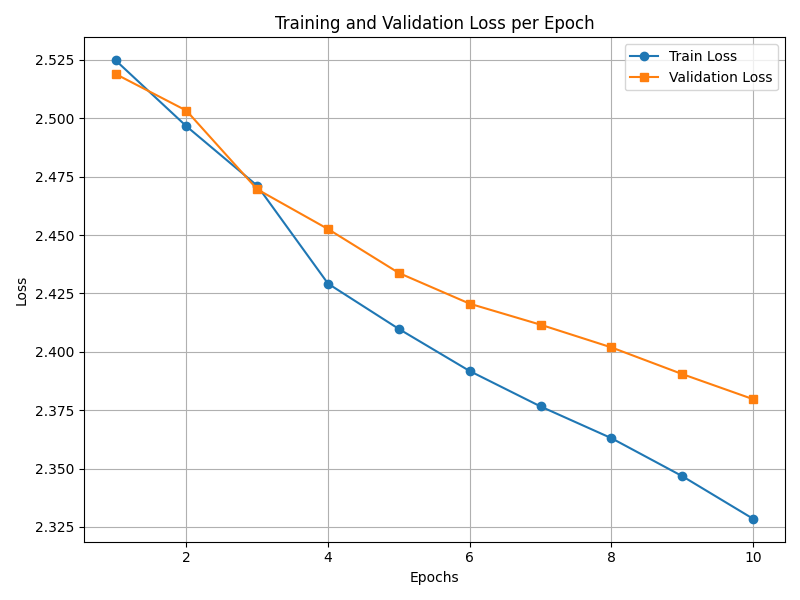 Training and Validation Loss per Epoch
Train Loss
Validation Loss
2.525
2.500
2.475
2.450
2.425
2.400
2.375
2.350
2.325
Loss
2
4
6
8
10
Epochs